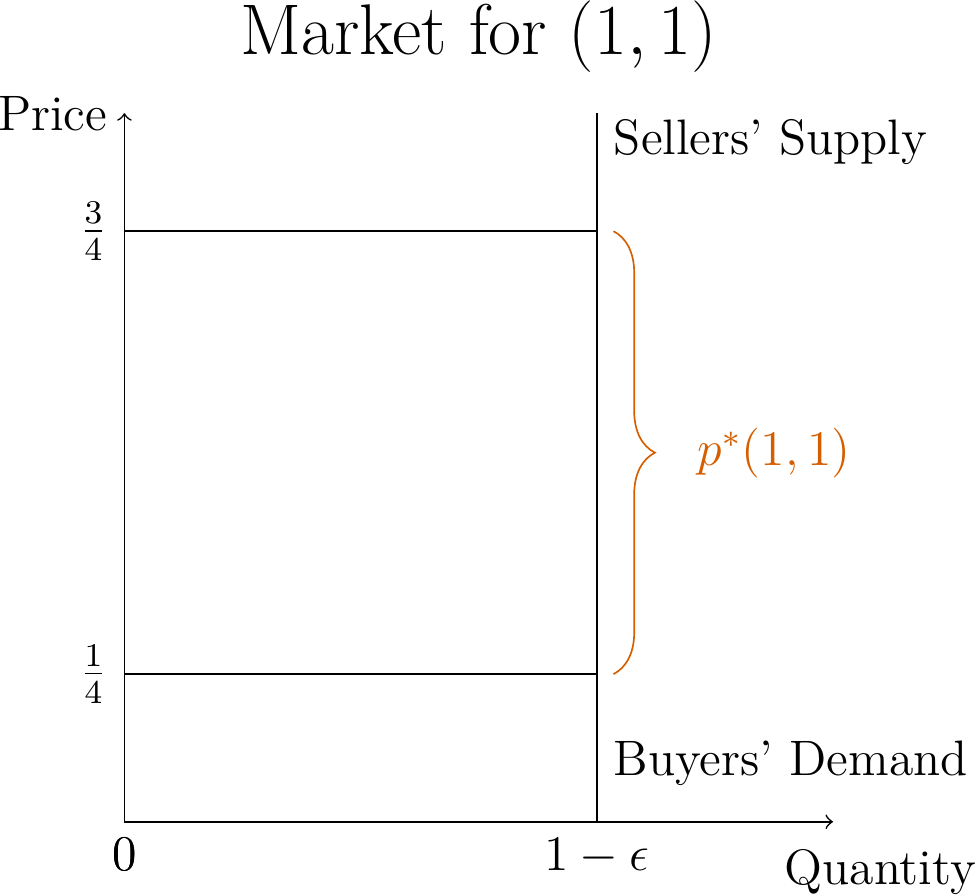 Market for (1, 1)
Price
Sellers' Supply
3/4
p*(1, 1)
1/4
Buyers' Demand
0
1 − ϵ
Quantity